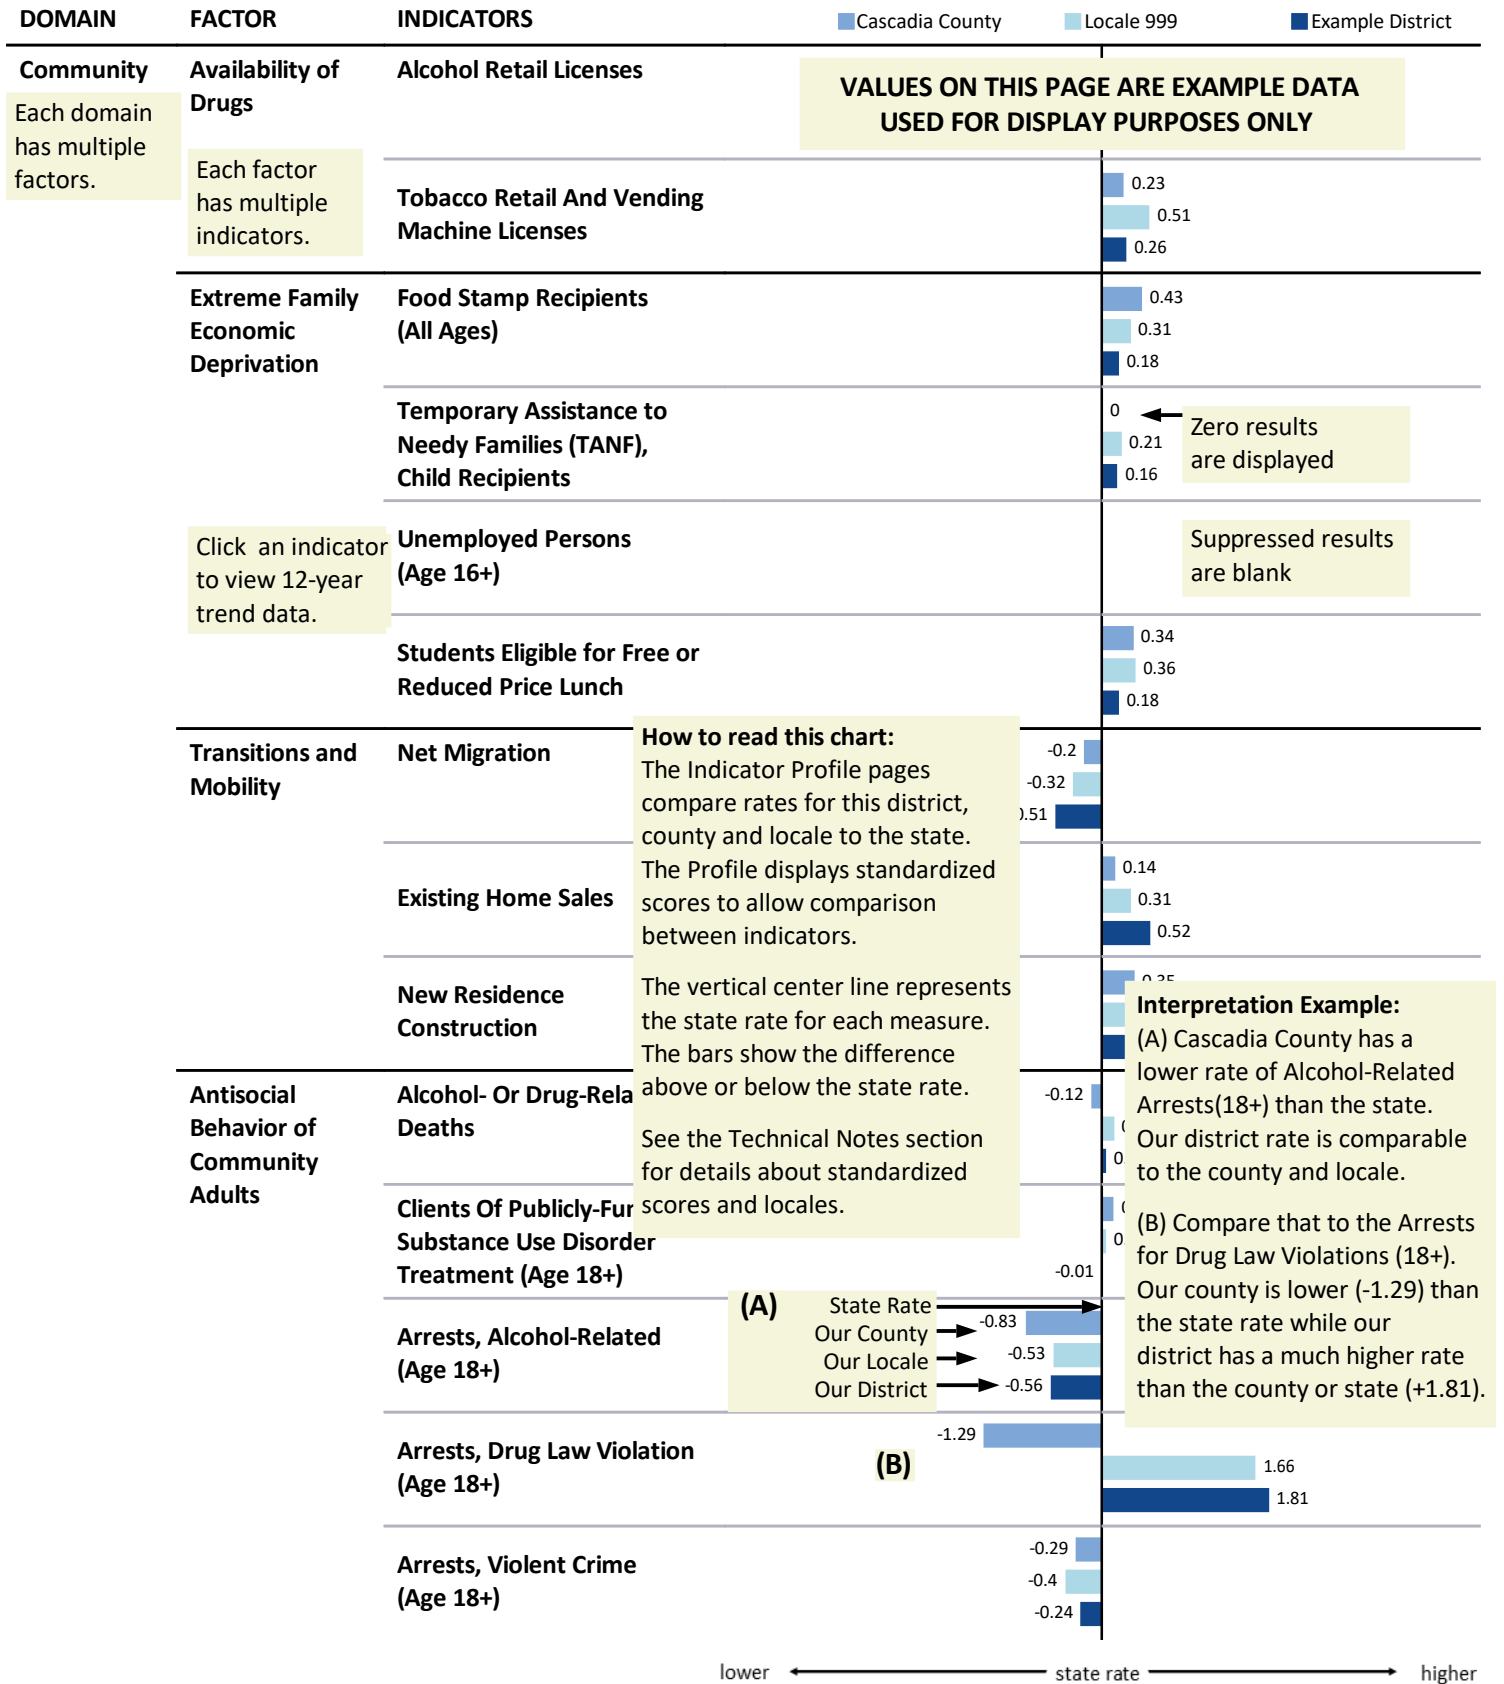 DOMAIN FACTOR INDICATORS Cascadia County Locale 999 Example District
Community
Each domain
has multiple
factors.
Availability of
Drugs
Each factor
has multiple
indicators.
Alcohol Retail Licenses
VALUES ON THIS PAGE ARE EXAMPLE DATA
USED FOR DISPLAY PURPOSES ONLY
Tobacco Retail And Vending
Machine Licenses
0.23
0.51
0.26
Extreme Family
Economic
Deprivation
Food Stamp Recipients
(All Ages)
0.43
0.31
0.18
Temporary Assistance to
Needy Families (TANF),
Child Recipients
0
0.21
0.16
Zero results
are displayed
Click an indicator
to view 12-year
trend data.
Unemployed Persons
(Age 16+)
Suppressed results
are blank
Students Eligible for Free or
Reduced Price Lunch
0.34
0.36
0.18
Transitions and
Mobility
Net Migration
-0.2
-0.32
.51
How to read this chart:
The Indicator Profile pages
compare rates for this district,
county and locale to the state.
The Profile displays standardized
scores to allow comparison
between indicators.
The vertical center line represents
the state rate for each measure.
The bars show the difference
above or below the state rate.
See the Technical Notes section
for details about standardized
scores and locales.
Existing Home Sales
0.14
0.31
0.52
New Residence
Construction
Interpretation Example:
(A) Cascadia County has a
lower rate of Alcohol-Related
Arrests(18+) than the state.
Our district rate is comparable
to the county and locale.
(B) Compare that to the Arrests
for Drug Law Violations (18+).
Our county is lower (-1.29) than
the state rate while our
district has a much higher rate
than the county or state (+1.81).
Antisocial
Behavior of
Community
Adults
Alcohol- Or Drug-Rela
Deaths
-0.12
Clients Of Publicly-Fur
Substance Use Disorder
Treatment (Age 18+)
-0.01
Arrests, Alcohol-Related
(Age 18+)
(A) State Rate
Our County -0.83
Our Locale -0.53
Our District -0.56
Arrests, Drug Law Violation
(Age 18+)
-1.29
(B)
1.66
1.81
Arrests, Violent Crime
(Age 18+)
-0.29
-0.4
-0.24
lower state rate higher